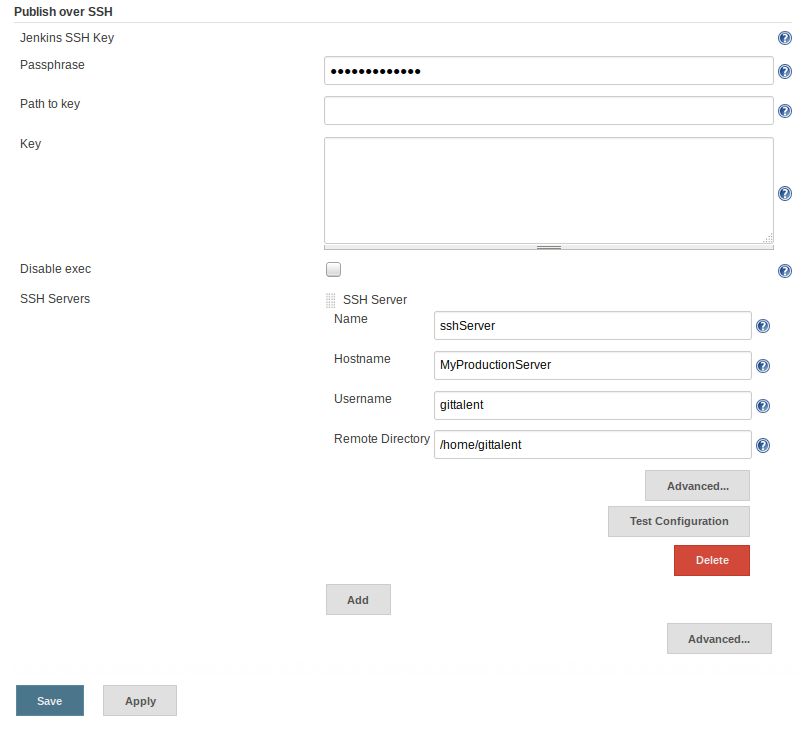 Publish over SSH
Jenkins SSH Key
Passphrase
•••••••••••••
Path to key
Key
Disable exec
SSH Servers
SSH Server
Name
sshServer
Hostname
MyProductionServer
Username
gittalent
Remote Directory
/home/gittalent
Advanced...
Test Configuration
Delete
Add
Advanced...
Save Apply